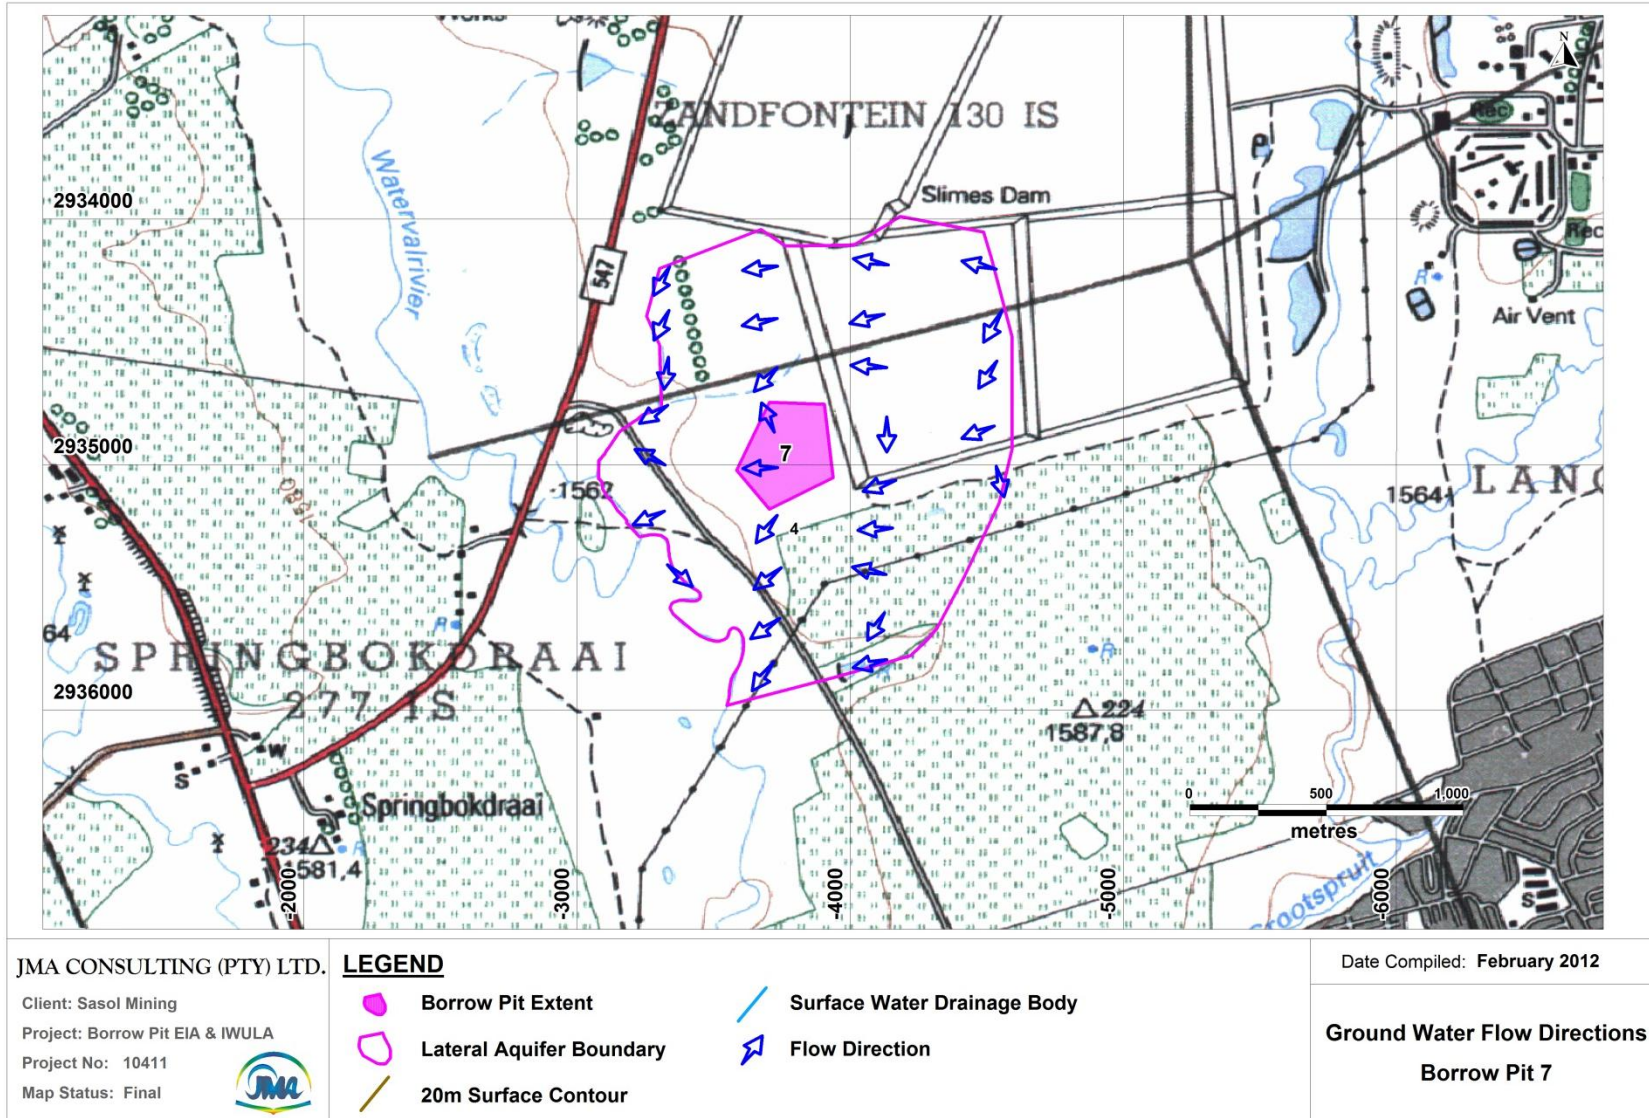 N
ZANDFONTEIN 130 IS
Rec
Watervalrivier
Slimes Dam
2934000
Rec
547
R
Air Vent
2935000
7
1562
1564
LANG
1680
4
64
R
R
SPRINGBOKDRAAI
277 IS
2936000
224
1587,8
W
S
0 500 1,000
metres
Springbokdraai
234
1581,4
R
Grootspruit
S
-2000
-3000
-4000
-5000
-6000
JMA CONSULTING (PTY) LTD.
Client: Sasol Mining
Project: Borrow Pit EIA & IWULA
Project No: 10411
Map Status: Final
JMA
LEGEND
Borrow Pit Extent
Lateral Aquifer Boundary
20m Surface Contour
Surface Water Drainage Body
Flow Direction
Date Compiled: February 2012
Ground Water Flow Directions
Borrow Pit 7